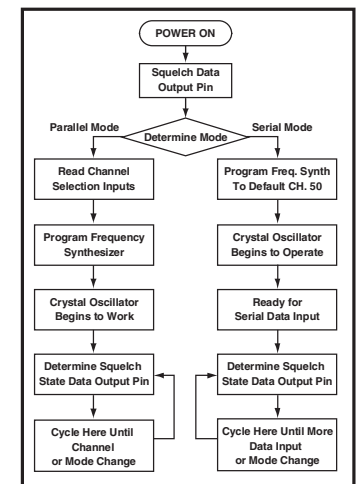 POWER ON
Squelch Data
Output Pin
Parallel Mode
Determine Mode
Serial Mode
Read Channel
Selection Inputs
Program Frequency
Synthesizer
Crystal Oscillator
Begins to Work
Determine Squelch
State Data Output Pin
Cycle Here Until
Channel
or Mode Change
Program Freq. Synth
To Default CH. 50
Crystal Oscillator
Begins to Operate
Ready for
Serial Data Input
Determine Squelch
State Data Output Pin
Cycle Here Until More
Data Input
or Mode Change